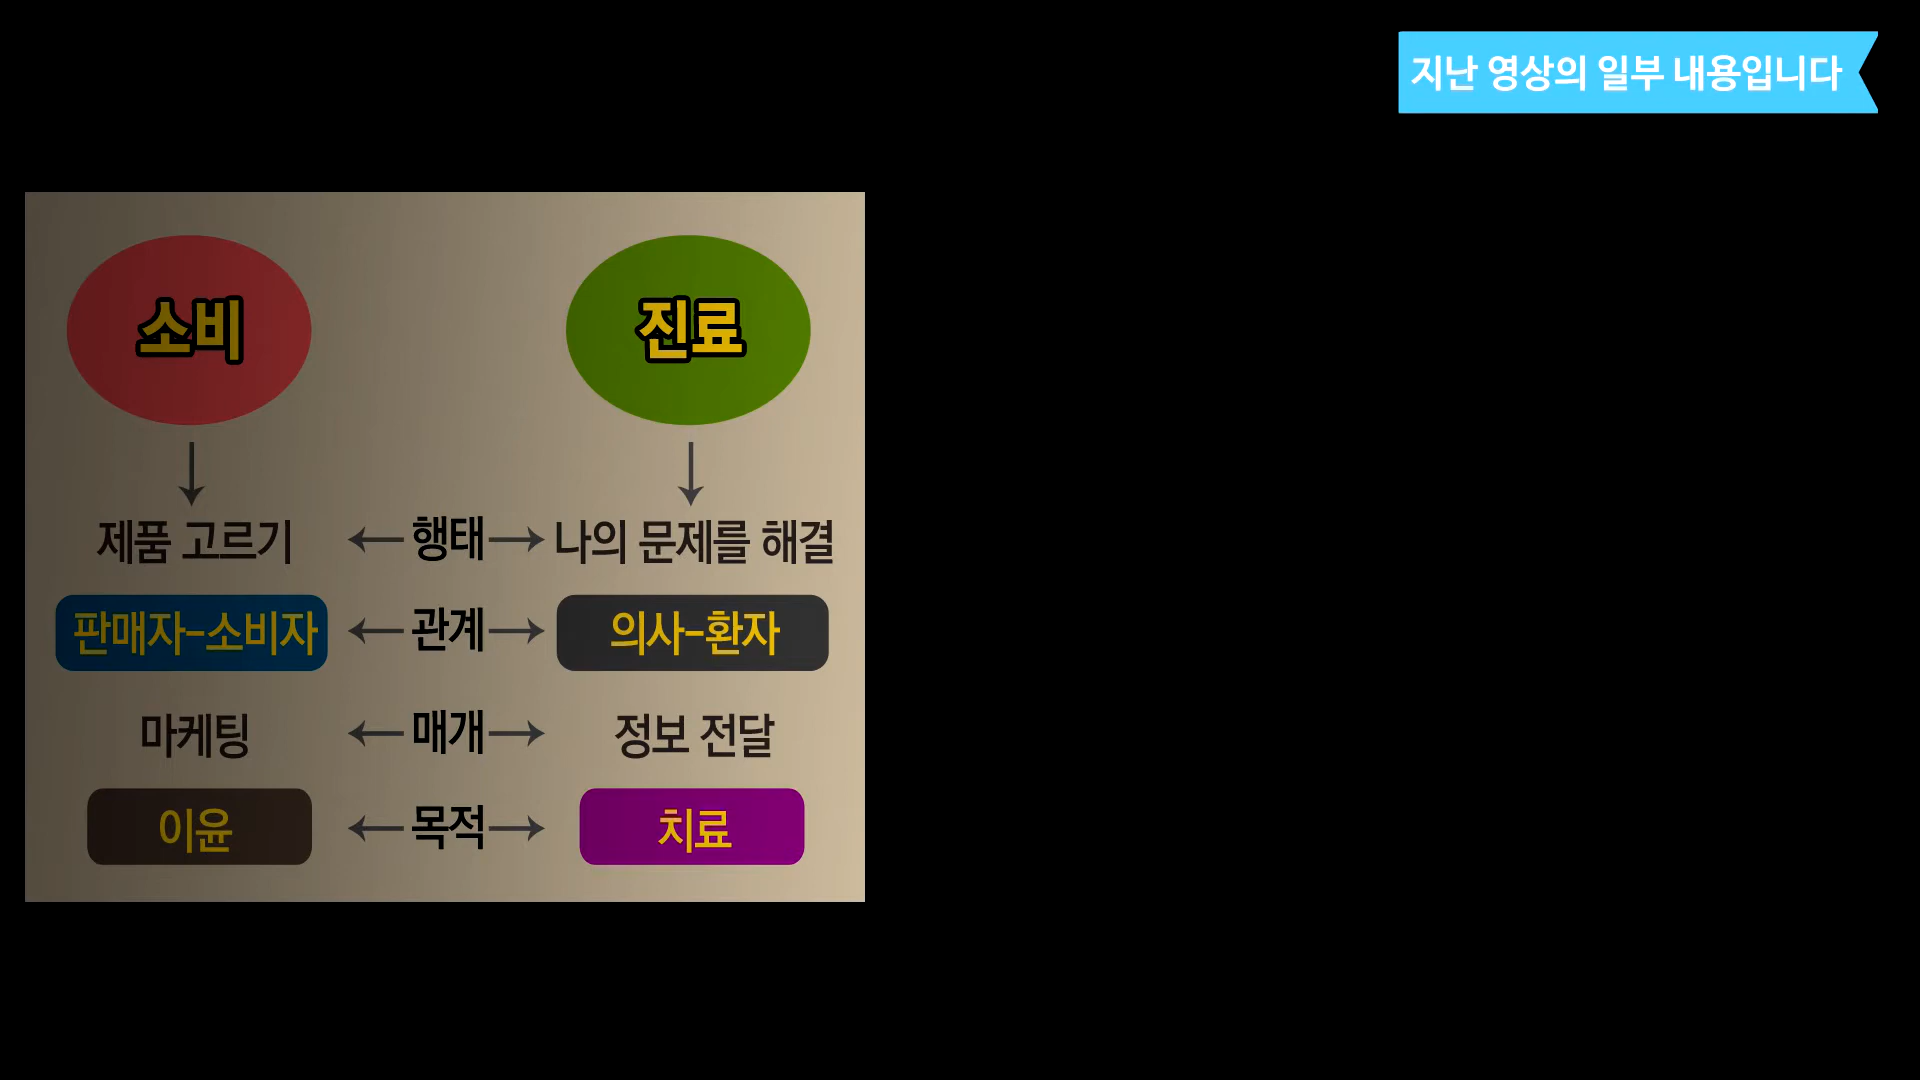 지난 영상의 일부 내용입니다
소비 진료
제품 고르기 행태 나의 문제를 해결
판매자-소비자 관계 의사-환자
마케팅 매개 정보 전달
이윤 목적 치료